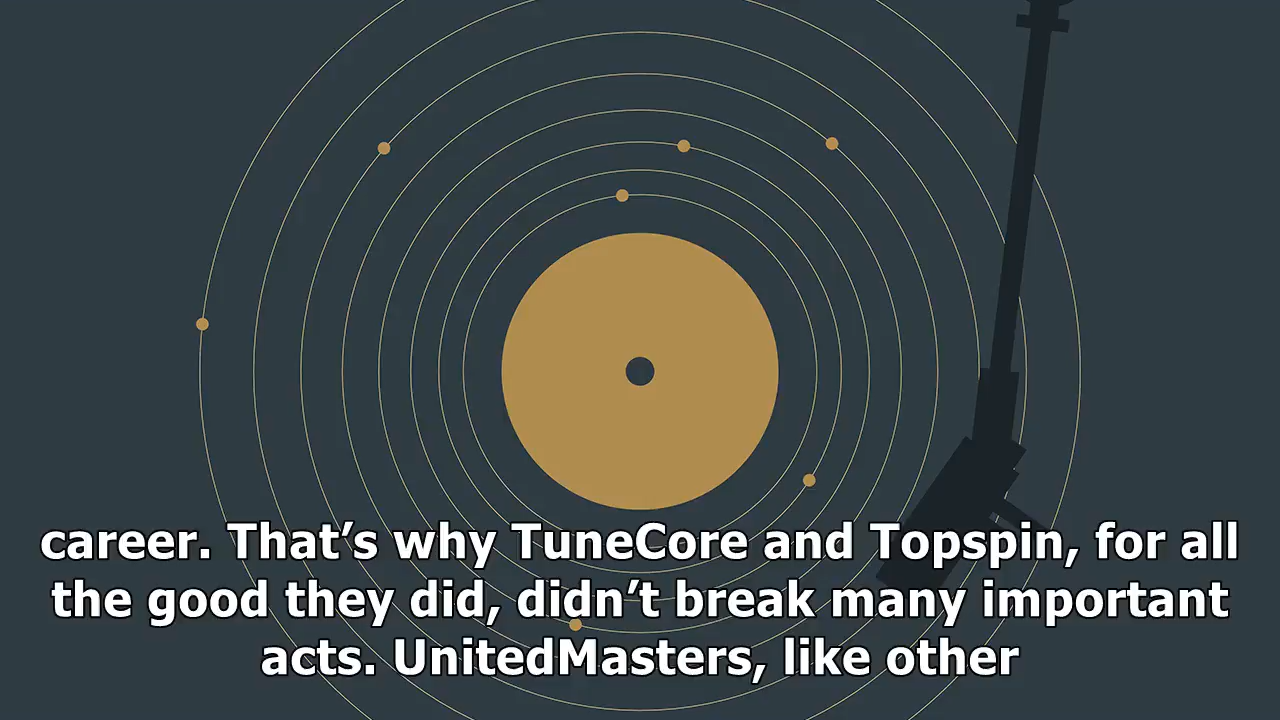 career. That’s why TuneCore and Topspin, for all
the good they did, didn’t break many important
acts. UnitedMasters, like other